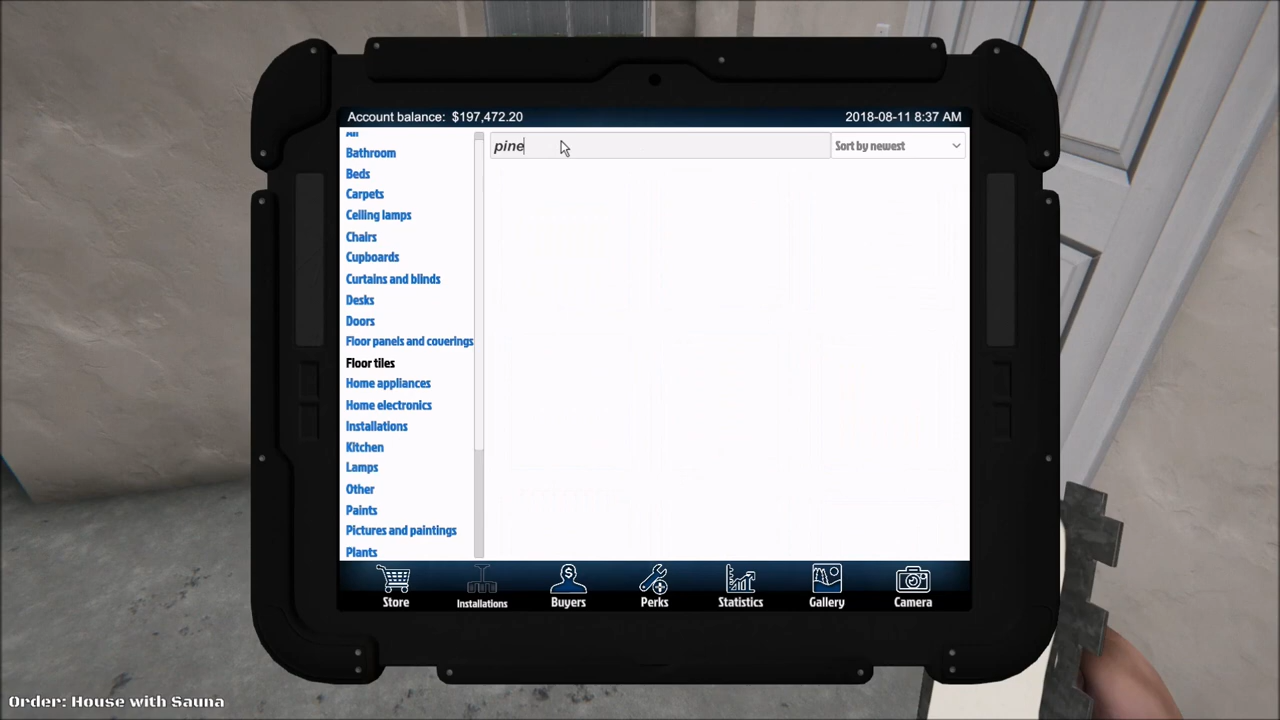 Account balance: $197,472.20
2018-08-11 8:37 AM
All
pine
Sort by newest
Bathroom
Beds
Carpets
Ceiling lamps
Chairs
Cupboards
Curtains and blinds
Desks
Doors
Floor panels and coverings
Floor tiles
Home appliances
Home electronics
Installations
Kitchen
Lamps
Other
Paints
Pictures and paintings
Plants
Store
Installations
Buyers
Perks
Statistics
Gallery
Camera
Order: House with Sauna